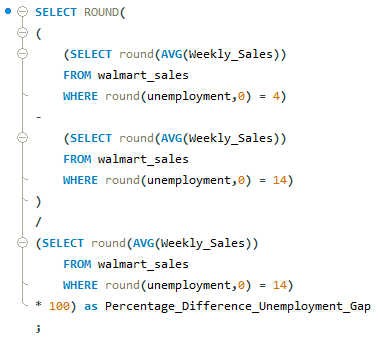 SELECT ROUND(
(
(SELECT round(AVG(Weekly_Sales))
FROM walmart_sales
WHERE round(unemployment,0) = 4)
-
(SELECT round(AVG(Weekly_Sales))
FROM walmart_sales
WHERE round(unemployment,0) = 14)
)
/
(SELECT round(AVG(Weekly_Sales))
FROM walmart_sales
WHERE round(unemployment,0) = 14)
* 100) as Percentage_Difference_Unemployment_Gap
;